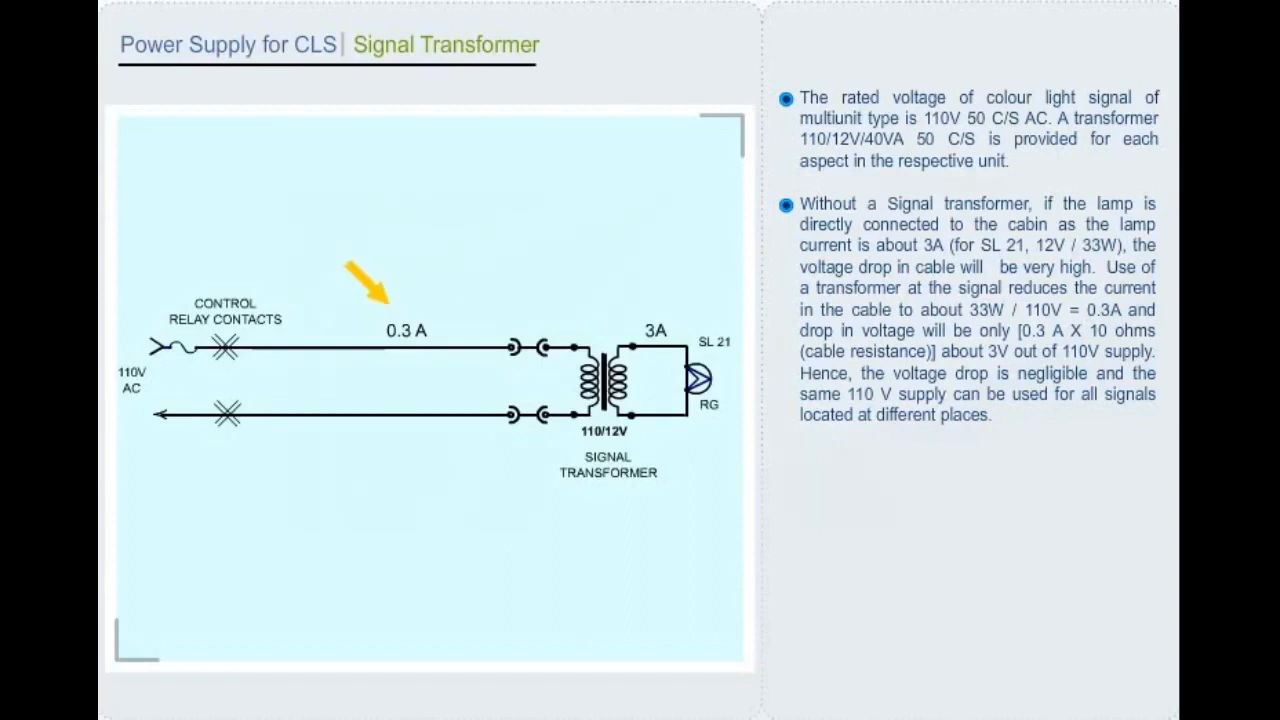 Power Supply for CLS| Signal Transformer
CONTROL
RELAY CONTACTS
0.3 A
3A
SL 21
110V
AC
RG
110/12V
SIGNAL
TRANSFORMER
The rated voltage of colour light signal of
multiunit type is 110V 50 C/S AC. A transformer
110/12V/40VA 50 C/S is provided for each
aspect in the respective unit.
Without a Signal transformer, if the lamp is
directly connected to the cabin as the lamp
current is about 3A (for SL 21, 12V / 33W), the
voltage drop in cable will be very high. Use of
a transformer at the signal reduces the current
in the cable to about 33W / 110V = 0.3A and
drop in voltage will be only [0.3 A X 10 ohms
(cable resistance)] about 3V out of 110V supply.
Hence, the voltage drop is negligible and the
same 110 V supply can be used for all signals
located at different places.